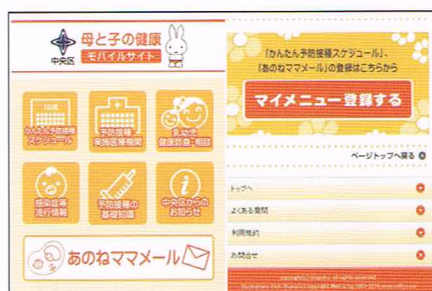 中央区
母と子の健康
モバイルサイト
かんたん予防接種
スケジュール
予防接種
実施医療機関
乳幼児
健康診査・相談
感染症等
流行情報
予防接種の
基礎知識
中央区からの
お知らせ
あのねママメール
「かんたん予防接種スケジュール」、
「あのねママメール」の登録はこちらから
マイメニュー登録する
ページトップへ戻る
トップへ
よくある質問
利用規約
お問合せ